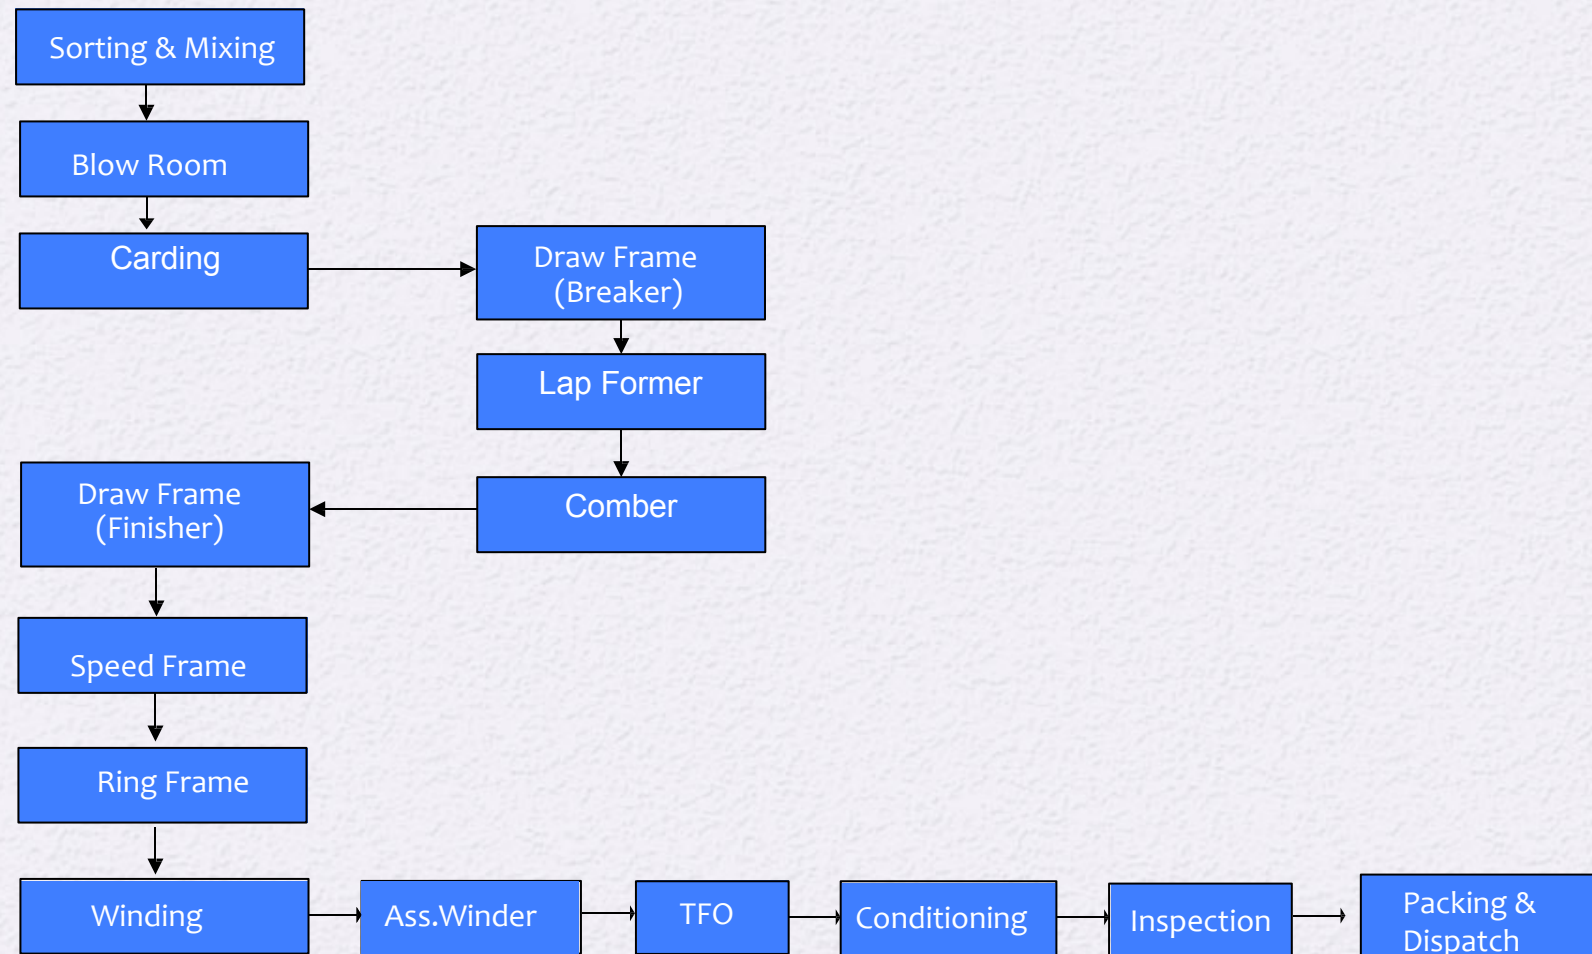 Sorting & Mixing
Blow Room
Carding
Draw Frame
(Breaker)
Lap Former
Comber
Draw Frame
(Finisher)
Speed Frame
Ring Frame
Winding
Ass.Winder
TFO
Conditioning
Inspection
Packing &
Dispatch